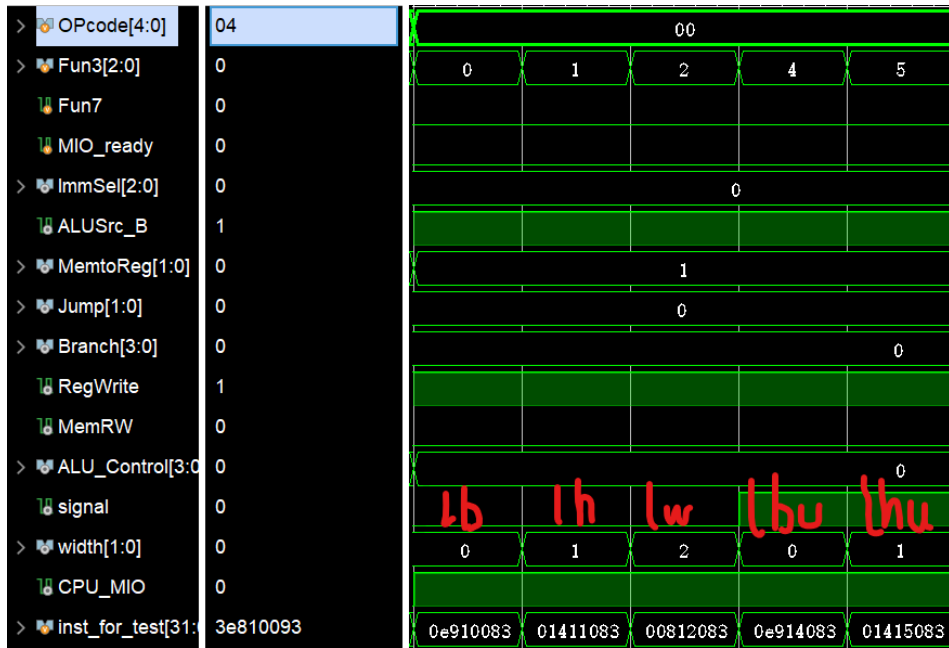 OPcode[4:0] 04 00
Fun3[2:0] 0 0 1 2 4 5
Fun7 0
MIO_ready 0
ImmSel[2:0] 0 0
ALUSrc_B 1
MemtoReg[1:0] 0 1
Jump[1:0] 0 0
Branch[3:0] 0 0
RegWrite 1
MemRW 0
ALU_Control[3:0 0 0
signal 0 lb lh lw lbu lhu
width[1:0] 0 0 1 2 0 1
CPU_MIO 0
inst_for_test[31:( 3e810093 0e910083 01411083 00812083 0e914083 01415083